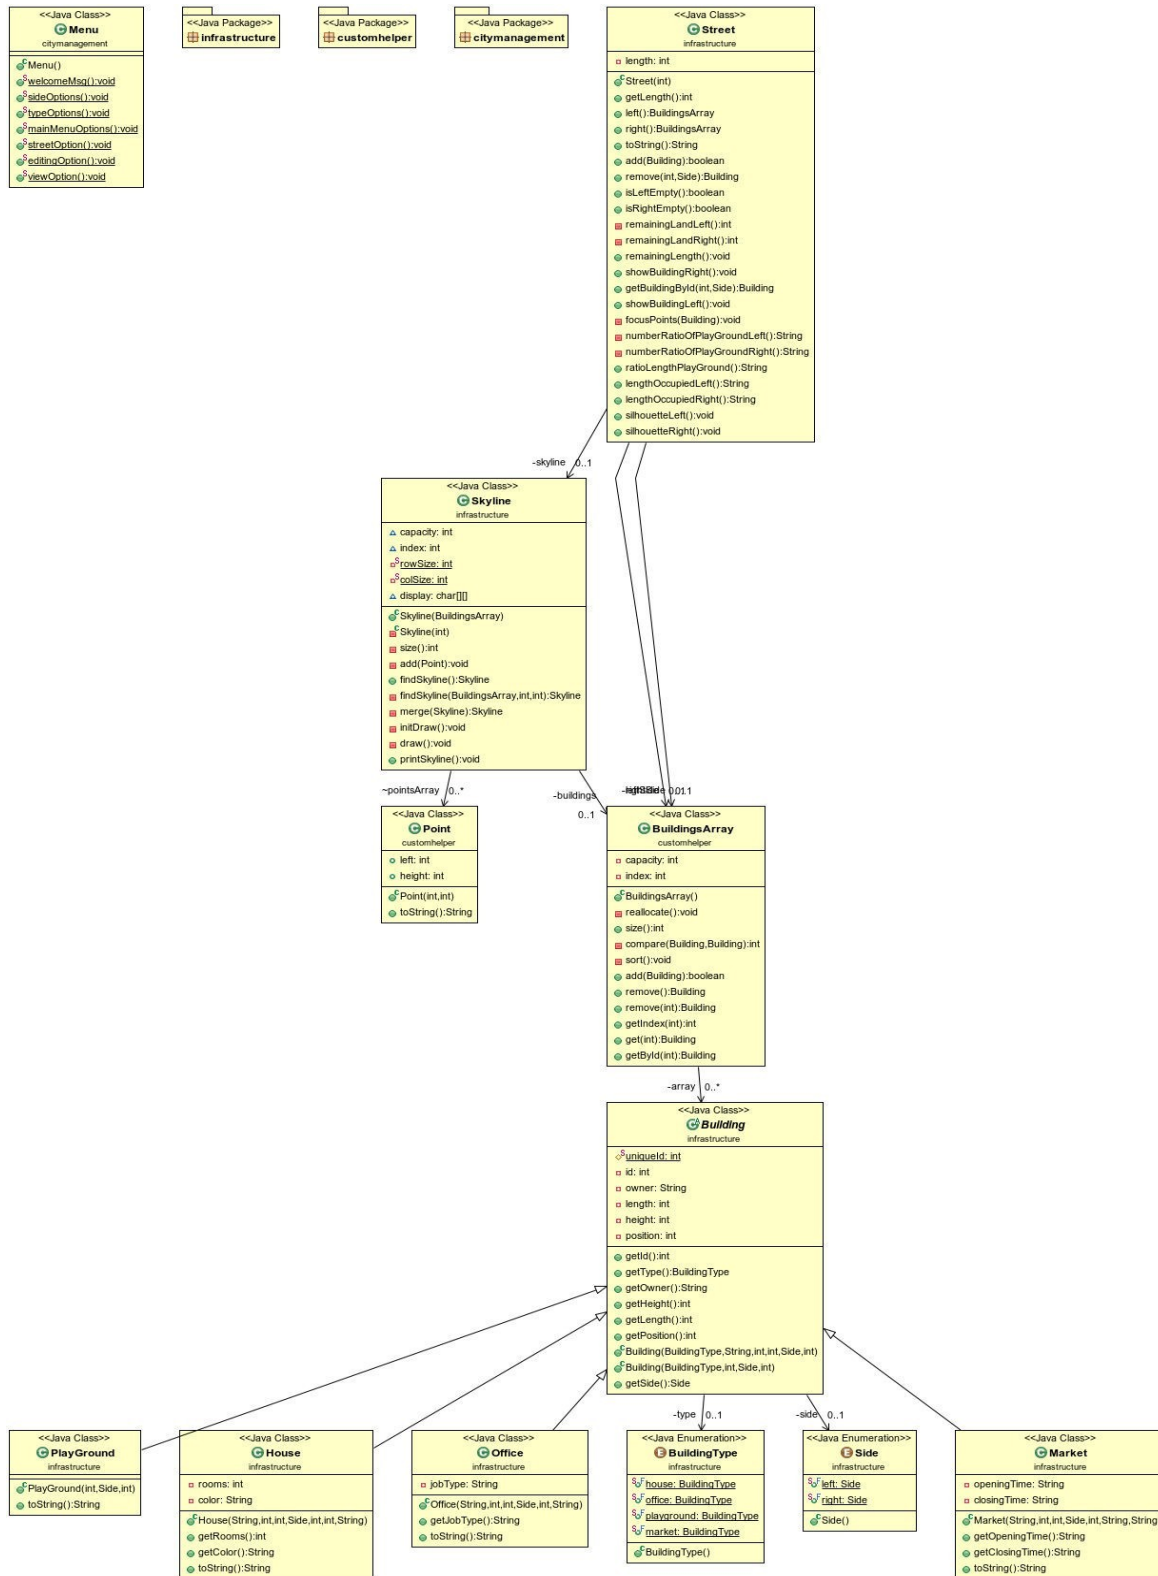 <<Java Class>>
Menu
citymanagement
Menu()
welcomeMsg():void
sideOptions():void
typeOptions():void
mainMenuOptions():void
streetOption():void
editingOption():void
viewOption():void
<<Java Package>>
infrastructure
<<Java Package>>
customhelper
<<Java Package>>
citymanagement
<<Java Class>>
Street
infrastructure
length: int
Street(int)
getLength():int
left():BuildingsArray
right():BuildingsArray
toString():String
add(Building):boolean
remove(int,Side):Building
isLeftEmpty():boolean
isRightEmpty():boolean
remainingLandLeft():int
remainingLandRight():int
remainingLength():void
showBuildingRight():void
getBuildingById(int,Side):Building
showBuildingLeft():void
focusPoints(Building):void
numberRatioOfPlayGroundLeft():String
numberRatioOfPlayGroundRight():String
ratioLengthPlayGround():String
lengthOccupiedLeft():String
lengthOccupiedRight():String
silhouetteLeft():void
silhouetteRight():void
-skyline 0..1
<<Java Class>>
Skyline
infrastructure
capacity: int
index: int
rowSize: int
colSize: int
display: char[][]
Skyline(BuildingsArray)
Skyline(int)
size():int
add(Point):void
findSkyline():Skyline
findSkyline(BuildingsArray,int,int):Skyline
merge(Skyline):Skyline
initDraw():void
draw():void
printSkyline():void
~pointsArray 0..*
-buildings
0..1
<<Java Class>>
Point
customhelper
left: int
height: int
Point(int,int)
toString():String
<<Java Class>>
BuildingsArray
customhelper
capacity: int
index: int
BuildingsArray()
reallocate():void
size():int
compare(Building,Building):int
sort():void
add(Building):boolean
remove():Building
remove(int):Building
getIndex(int):int
get(int):Building
getById(int):Building
-array 0..*
<<Java Class>>
Building
infrastructure
uniqueId: int
id: int
owner: String
length: int
height: int
position: int
getId():int
getType():BuildingType
getOwner():String
getHeight():int
getLength():int
getPosition():int
Building(BuildingType,String,int,int,Side,int)
Building(BuildingType,int,Side,int)
getSide():Side
-type 0..1
-side 0..1
<<Java Class>>
PlayGround
infrastructure
PlayGround(int,Side,int)
toString():String
<<Java Class>>
House
infrastructure
rooms: int
color: String
House(String,int,int,Side,int,int,String)
getRooms():int
getColor():String
toString():String
<<Java Class>>
Office
infrastructure
jobType: String
Office(String,int,int,Side,int,String)
getJobType():String
toString():String
<<Java Enumeration>>
BuildingType
infrastructure
house: BuildingType
office: BuildingType
playground: BuildingType
market: BuildingType
BuildingType()
<<Java Enumeration>>
Side
infrastructure
left: Side
right: Side
Side()
<<Java Class>>
Market
infrastructure
openingTime: String
closingTime: String
Market(String,int,int,Side,int,String,String)
getOpeningTime():String
getClosingTime():String
toString():String